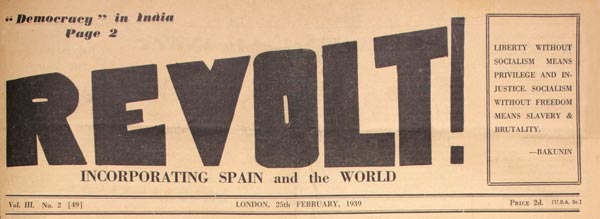 "Democracy" in India
Page 2
REVOLT!
INCORPORATING SPAIN and the WORLD
LIBERTY WITHOUT
SOCIALISM MEANS
PRIVILEGE AND IN-
JUSTICE. SOCIALISM
WITHOUT FREEDOM
MEANS SLAVERY &
BRUTALITY.
—BAKUNIN
Vol. III. No. 2 [49] LONDON, 25th FEBRUARY, 1939 PRICE 2d. [U.S.A. 5c.]